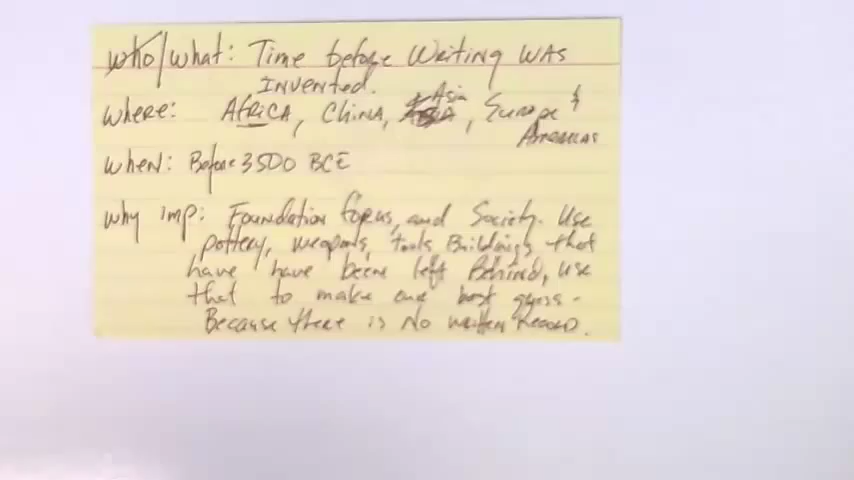 who/what: Time before Writing WAS
INVENTED.
where: AfRICA, CHINA, Asia, Europe &
AmeRICAS
when: Before 3500 BCE
why imp: Foundation for us, and Society. Use
pottery, weapons, tools Buildings that
have have been left Behind, use
that to make our best guess.
Because there is No written Record.